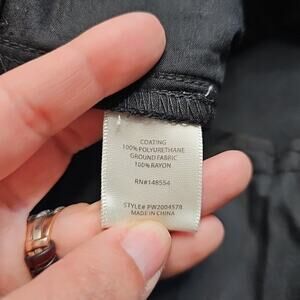 COATING
100% POLYURETHANE
GROUND FABRIC
100% RAYON
RN#148554
STYLE# PW2004578
MADE IN CHINA